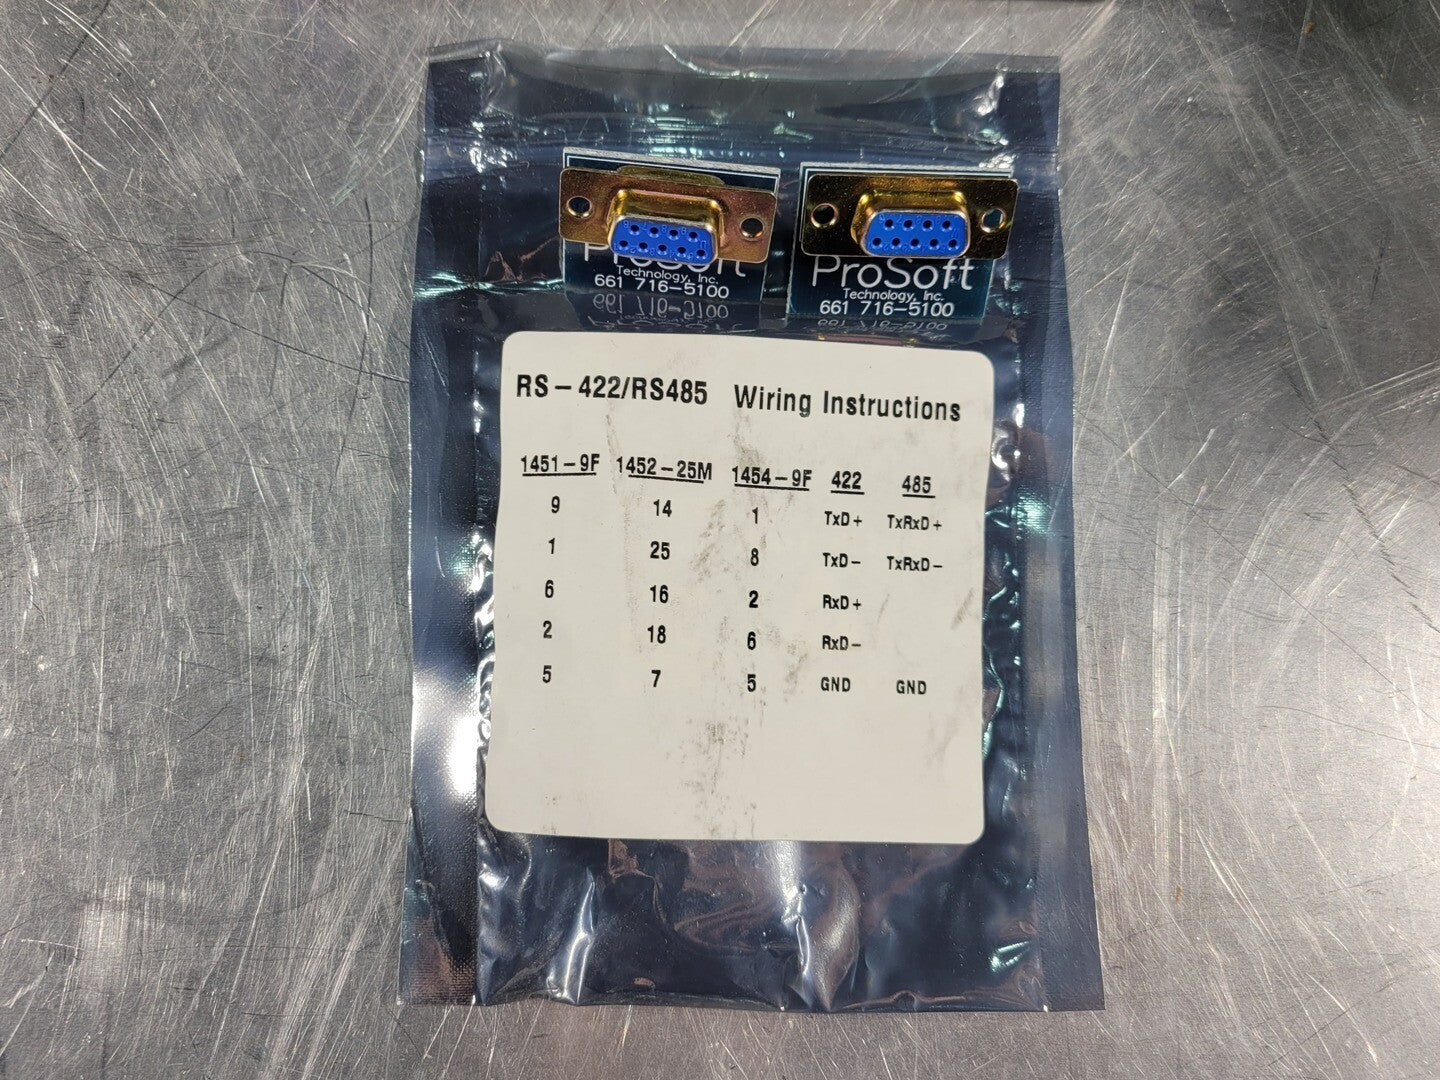 ProSoft
Technology, Inc.
661 716-5100
ProSoft
Technology, Inc.
661 716-5100
RS-422/RS485 Wiring Instructions
1451-9F 1452-25M 1454-9F 422 485
9 14 1 TxD+ TxRxD+
1 25 8 TxD- TxRxD-
6 16 2 RxD+
2 18 6 RxD-
5 7 5 GND GND